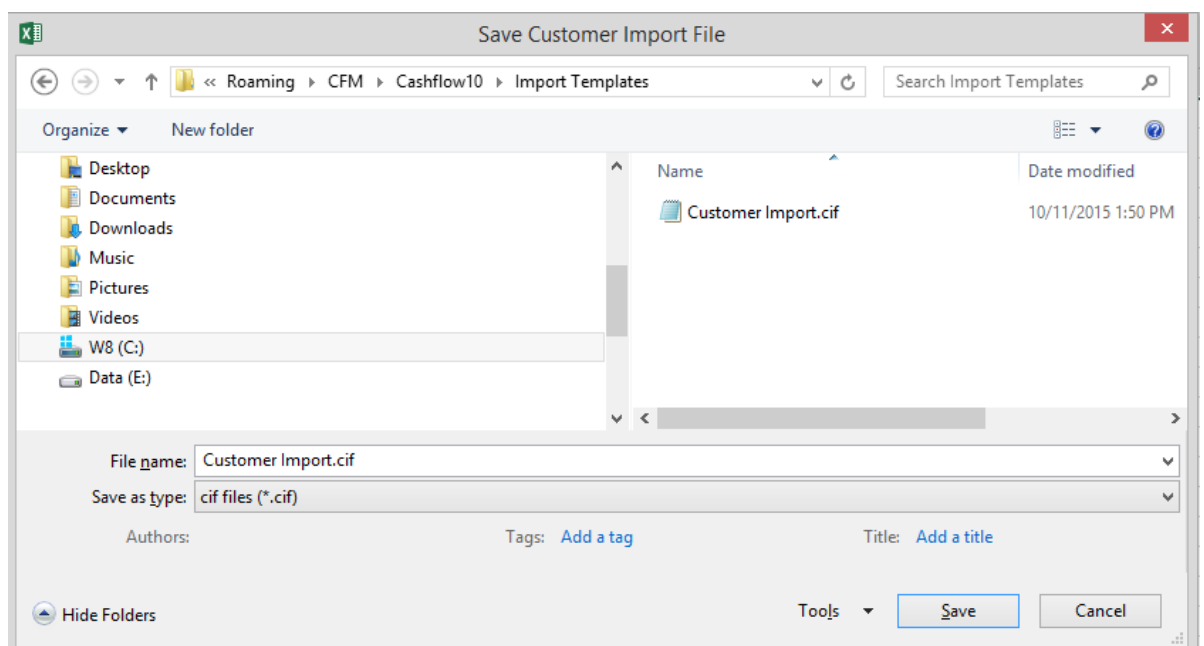 Save Customer Import File
« Roaming CFM Cashflow10 Import Templates Search Import Templates
Organize New folder
Desktop
Documents
Downloads
Music
Pictures
Videos
W8 (C:)
Data (E:)
Name Date modified
Customer Import.cif 10/11/2015 1:50 PM
File name: Customer Import.cif
Save as type: cif files (*.cif)
Authors: Tags: Add a tag Title: Add a title
Hide Folders Tools Save Cancel